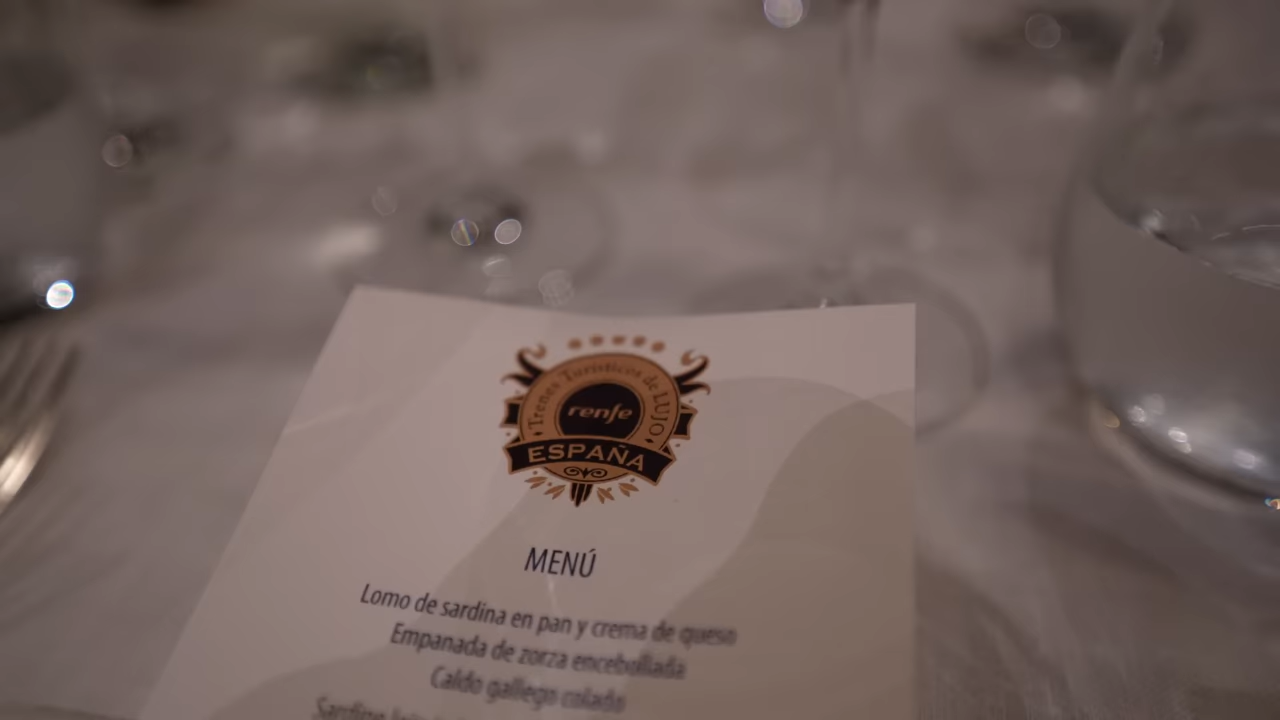 Trenes Turísticos de LUJO
renfe
ESPAÑA
MENÚ
Lomo de sardina en pan y crema de queso
Empanada de zorza encebollada
Caldo gallego colado